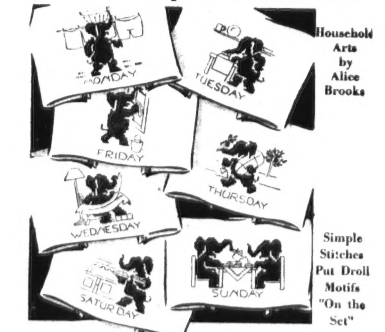 Household
Arts
by
Alice
Brooks
MONDAY
TUESDAY
FRIDAY
THURSDAY
WEDNESDAY
SATURDAY
SUNDAY
Simple
Stitches
Put Droll
Motifs
"On the
Set"